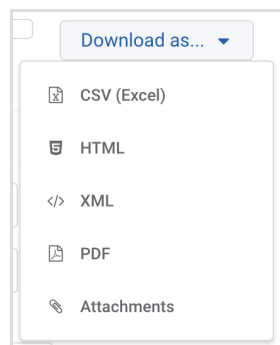 Download as...
CSV (Excel)
HTML
XML
PDF
Attachments